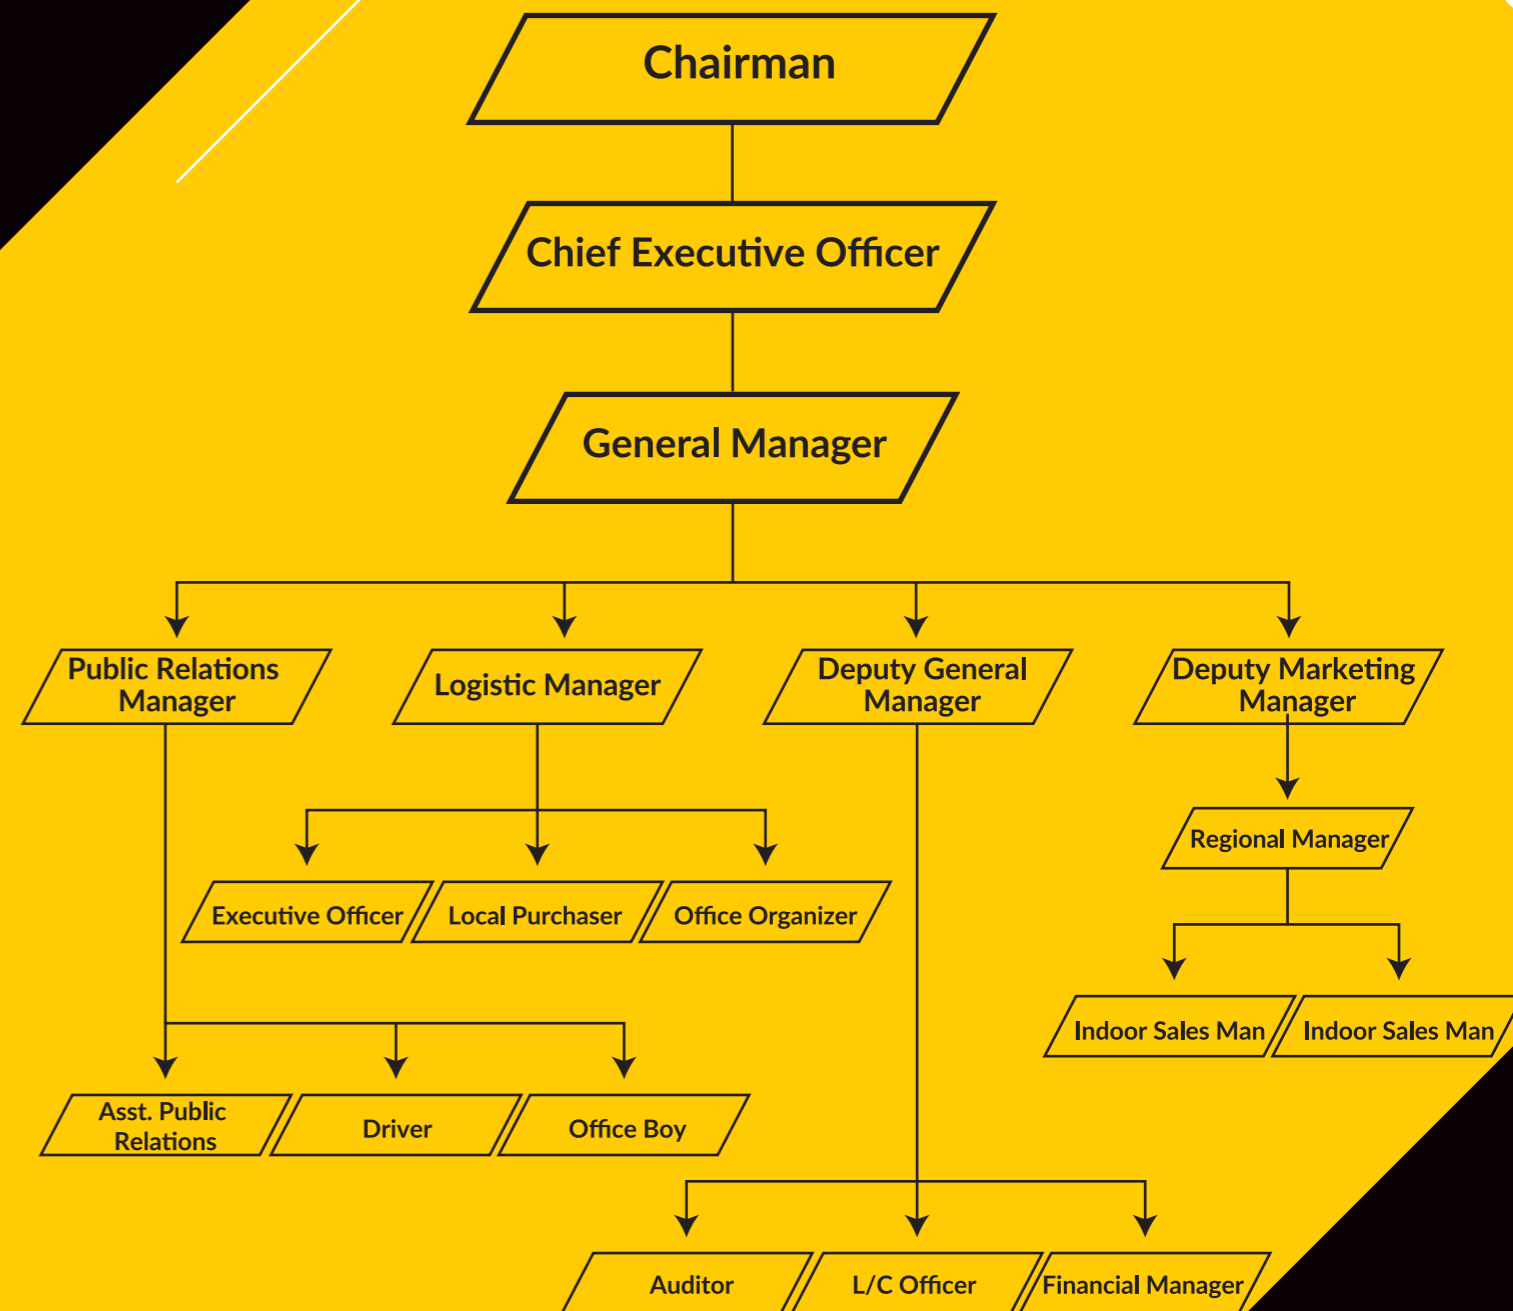 Chairman
Chief Executive Officer
General Manager
Public Relations
Manager
Logistic Manager
Deputy General
Manager
Deputy Marketing
Manager
Regional Manager
Executive Officer
Local Purchaser
Office Organizer
Indoor Sales Man
Indoor Sales Man
Asst. Public
Relations
Driver
Office Boy
Auditor
L/C Officer
Financial Manager